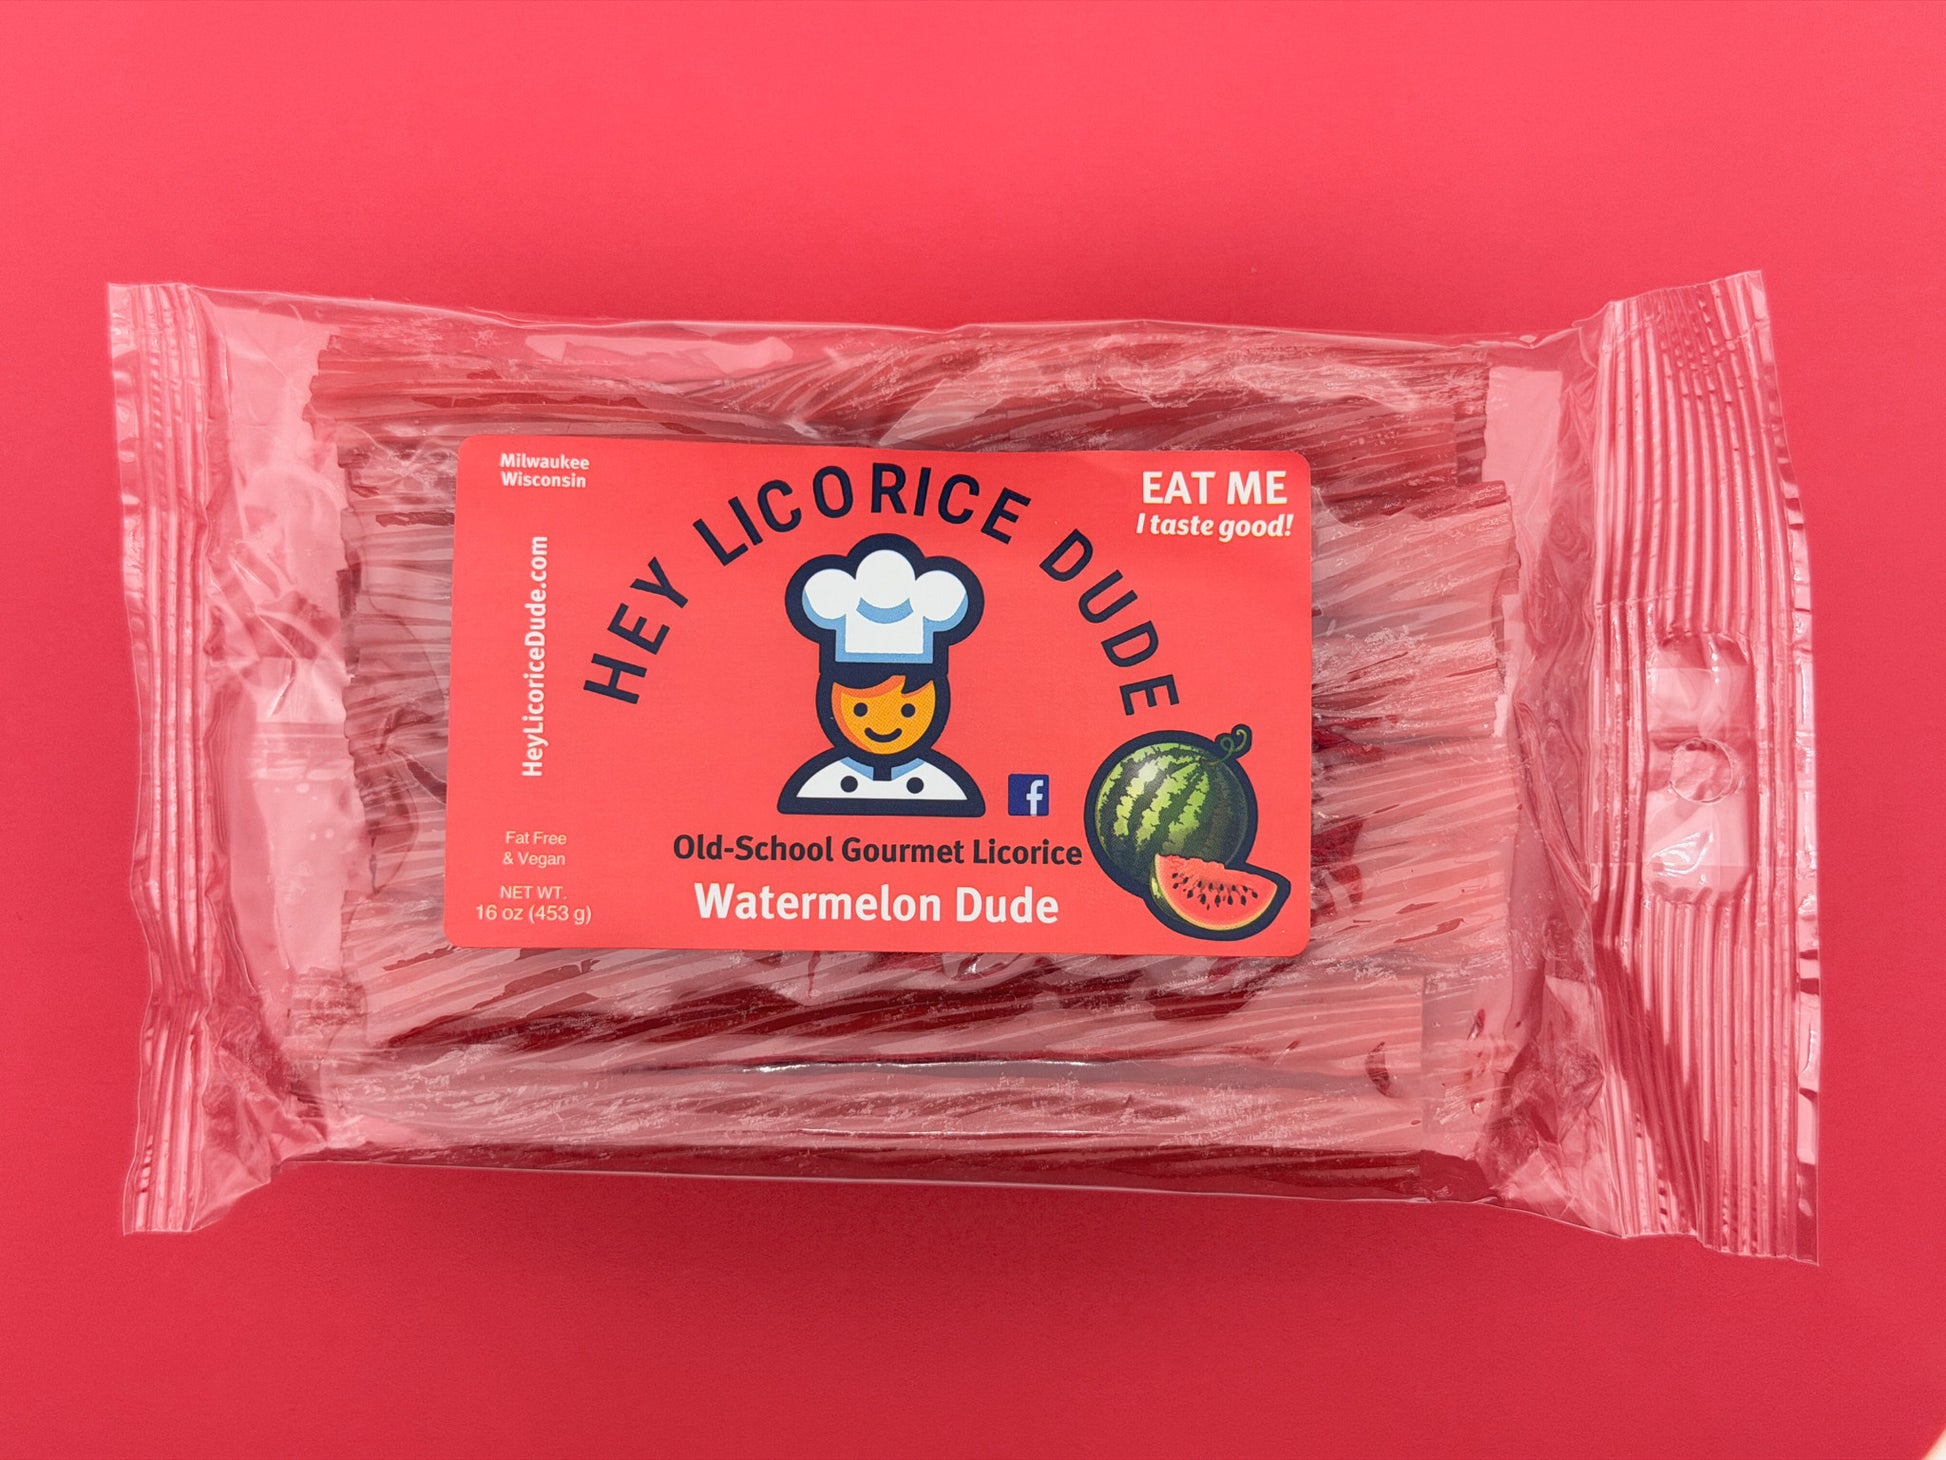 Milwaukee
Wisconsin
HeyLicoriceDude.com
Fat Free
& Vegan
NET WT.
16 oz (453 g)
HEY LICORICE DUDE
EAT ME
I taste good!
f
Old-School Gourmet Licorice
Watermelon Dude